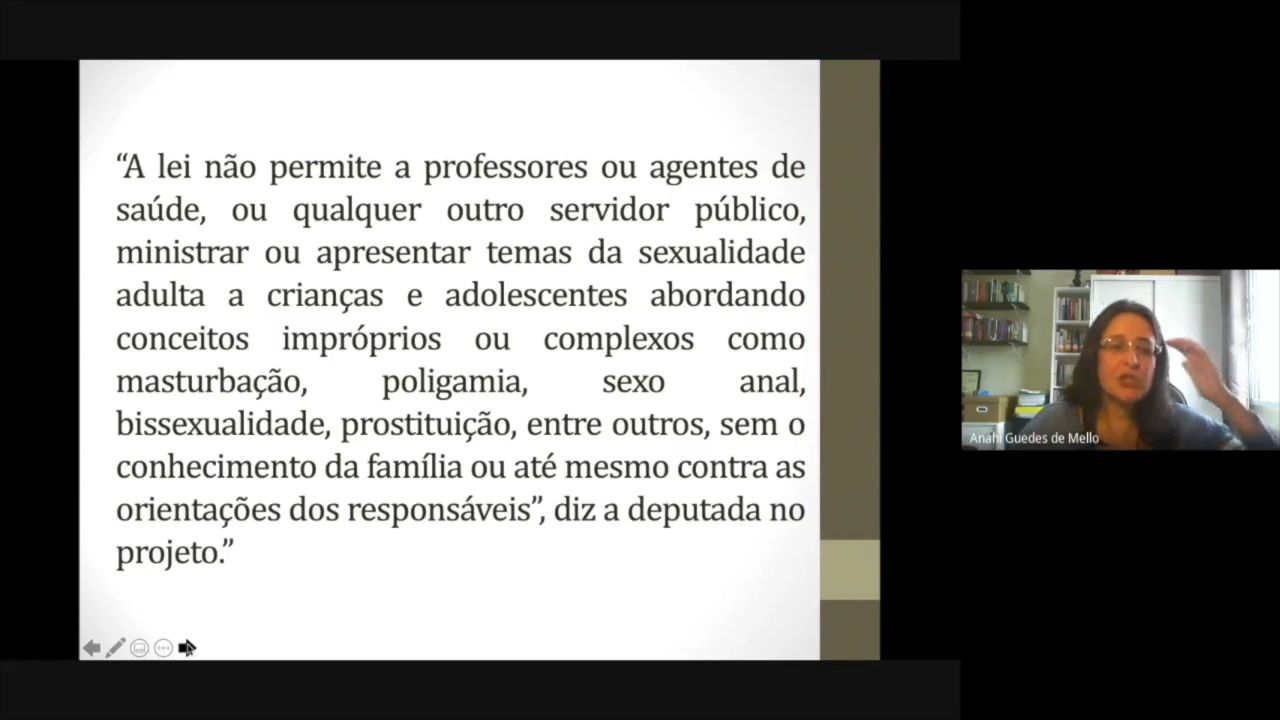 “A lei não permite a professores ou agentes de
saúde, ou qualquer outro servidor público,
ministrar ou apresentar temas da sexualidade
adulta a crianças e adolescentes abordando
conceitos impróprios ou complexos como
masturbação, poligamia, sexo anal,
bissexualidade, prostituição, entre outros, sem o
conhecimento da família ou até mesmo contra as
orientações dos responsáveis”, diz a deputada no
projeto.”
Anahi Guedes de Mello